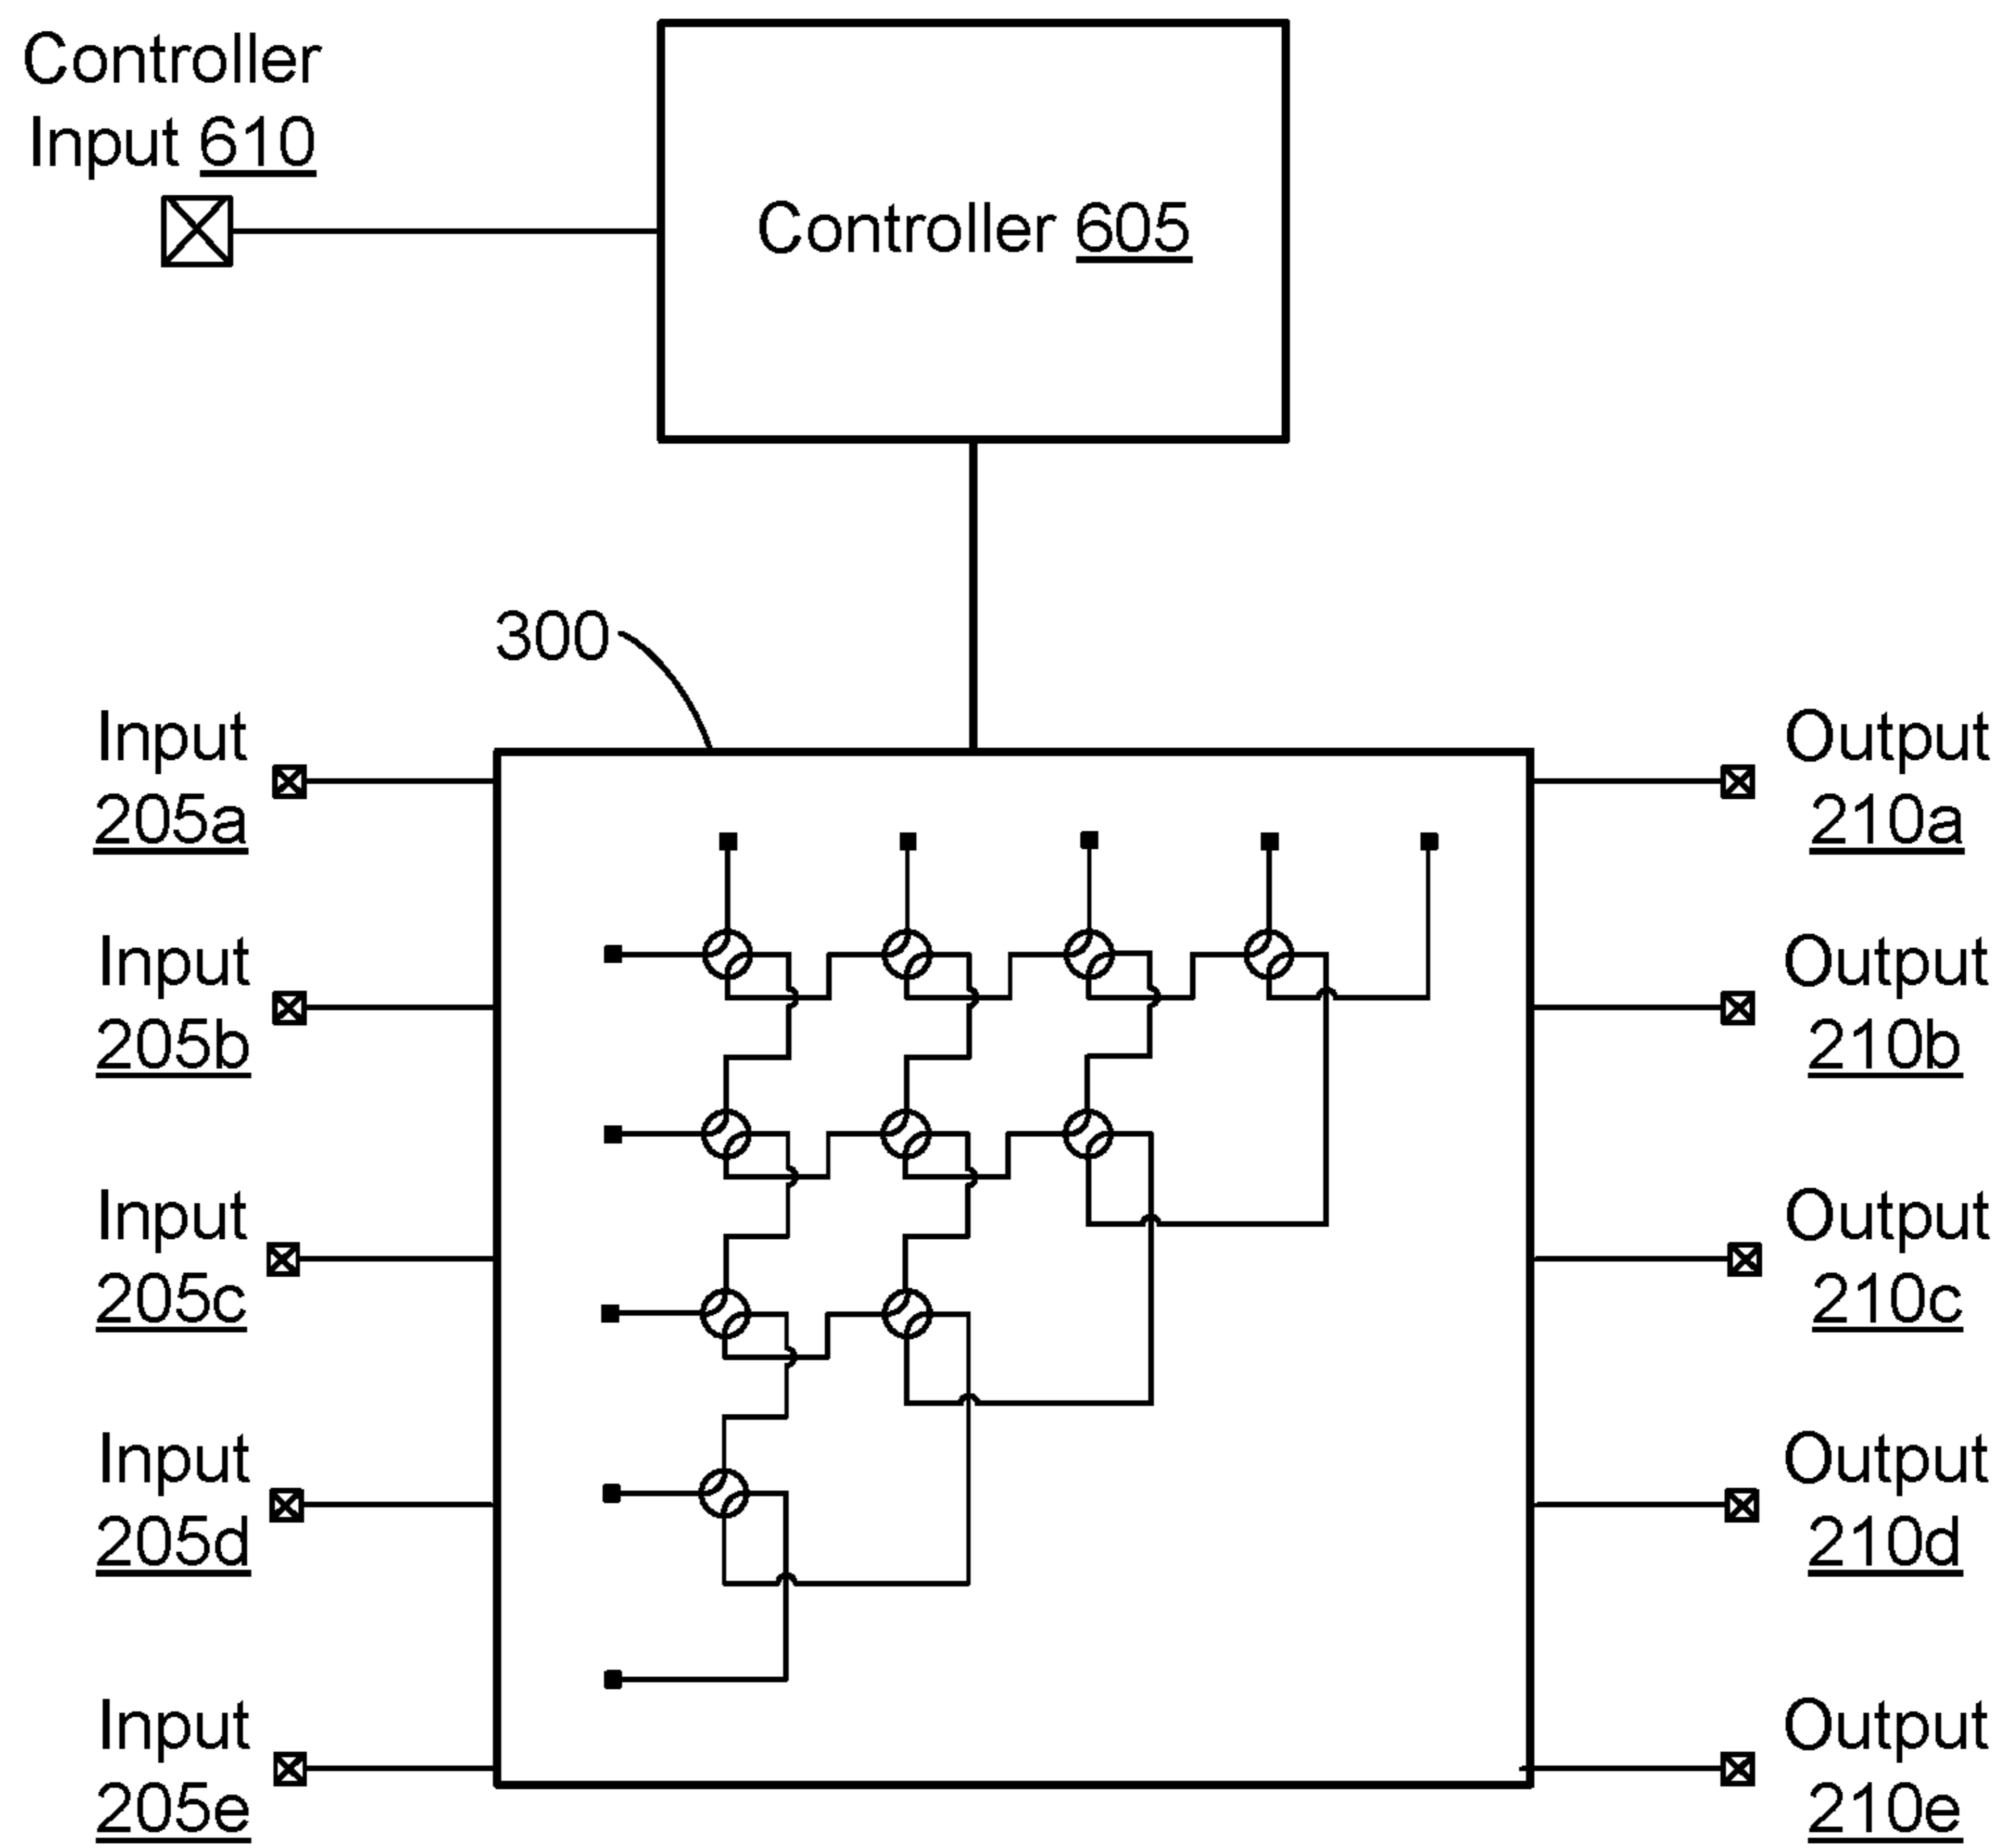 Controller
Input 610
Controller 605
300
Input
205a
Output
210a
Input
205b
Output
210b
Input
205c
Output
210c
Input
205d
Output
210d
Input
205e
Output
210e